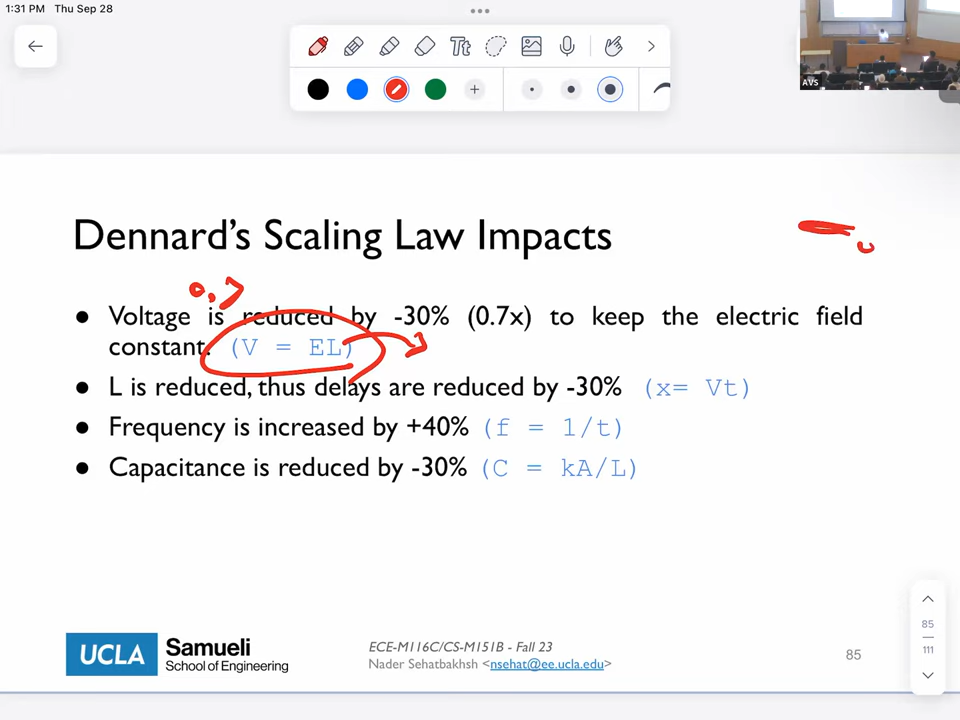 1:31 PM Thu Sep 28
Tt
AVS
Dennard's Scaling Law Impacts
0.7
● Voltage is reduced by -30% (0.7x) to keep the electric field
constant. (V = EL)
● L is reduced, thus delays are reduced by -30% (x= Vt)
● Frequency is increased by +40% (f = 1/t)
● Capacitance is reduced by -30% (C = kA/L)
UCLA Samueli
School of Engineering
ECE-M116C/CS-M151B - Fall 23
Nader Sehatbakhsh <nsehat@ee.ucla.edu>
85
85
111